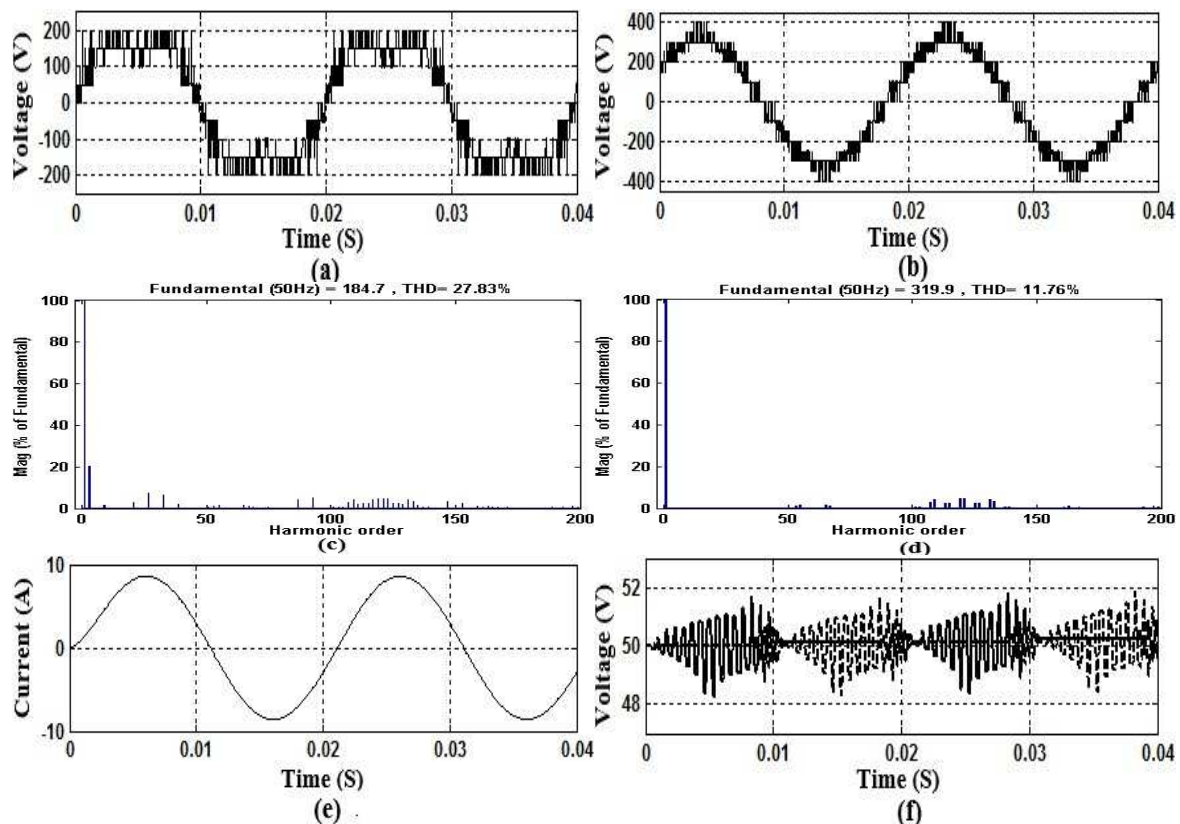 Voltage (V)
200
100
0
-100
-200
0
0.01
0.02
0.03
0.04
Time (S)
(a)
Voltage (V)
400
200
0
-200
-400
0
0.01
0.02
0.03
0.04
Time (S)
(b)
Fundamental (50Hz) = 184.7 , THD= 27.83%
Mag (% of Fundamental)
100
80
60
40
20
0
0
50
100
150
200
Harmonic order
(c)
Fundamental (50Hz) = 319.9 , THD= 11.76%
Mag (% of Fundamental)
100
80
60
40
20
0
0
50
100
150
200
Harmonic order
(d)
Current (A)
10
0
-10
0
0.01
0.02
0.03
0.04
Time (S)
(e)
Voltage (V)
52
50
48
0
0.01
0.02
0.03
0.04
Time (S)
(f)